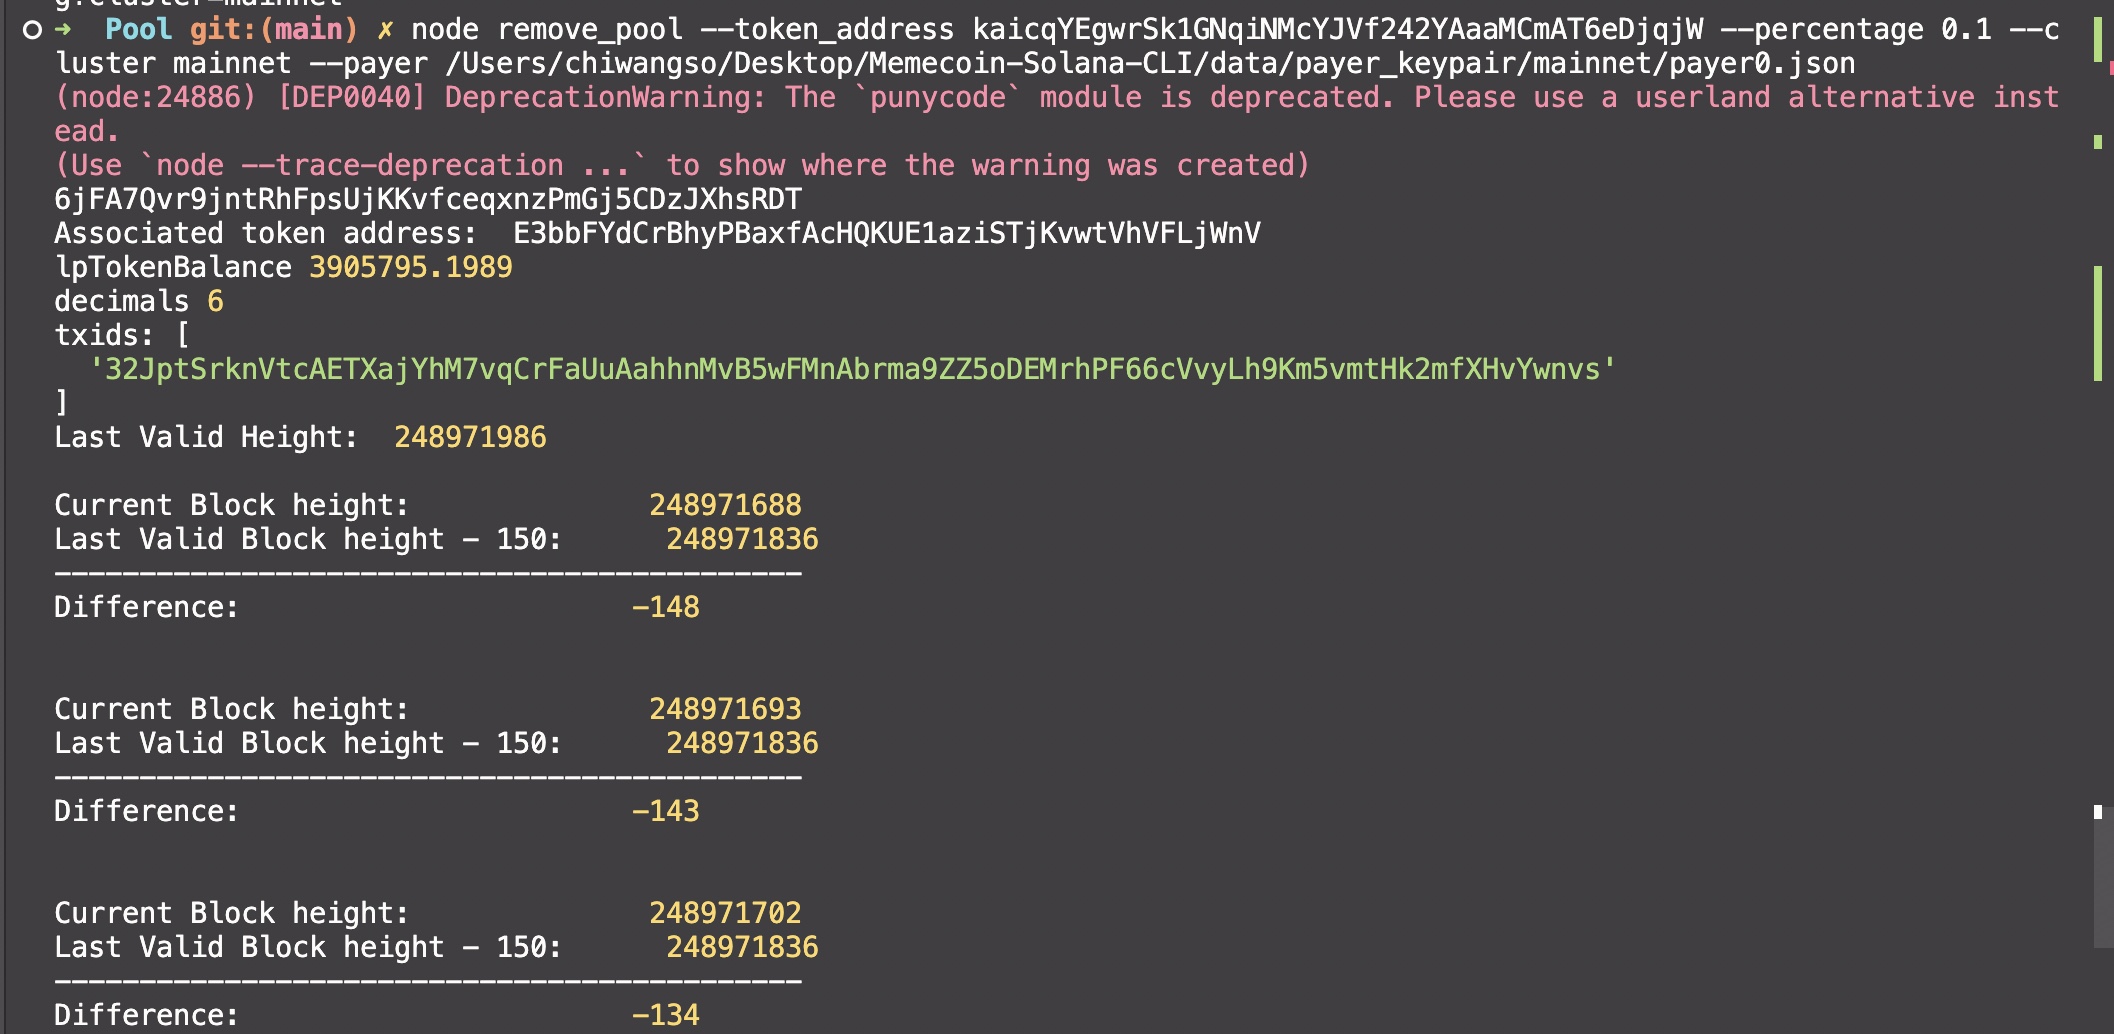 ➜ Pool git:(main) ✗ node remove_pool --token_address kaicqYEgwrSk1GNqiNMcYJVf242YAaaMCmAT6eDjqjW --percentage 0.1 --c
luster mainnet --payer /Users/chiwangso/Desktop/Memecoin-Solana-CLI/data/payer_keypair/mainnet/payer0.json
(node:24886) [DEP0040] DeprecationWarning: The `punycode` module is deprecated. Please use a userland alternative inst
ead.
(Use `node --trace-deprecation ...` to show where the warning was created)
6jFA7Qvr9jntRhFpsUjKKvfceqxnzPmGj5CDzJXhsRDT
Associated token address:  E3bbFYdCrBhyPBaxfAcHQKUE1aziSTjKvwtVhVFLjWnV
lpTokenBalance 3905795.1989
decimals 6
txids: [
  '32JptSrknVtcAETXajYhM7vqCrFaUuAahhnMvB5wFMnAbrma9ZZ5oDEMrhPF66cVvyLh9Km5vmtHk2mfXHvYwnvs'
]
Last Valid Height:  248971986
Current Block height: 248971688
Last Valid Block height - 150: 248971836
--------------------------------------------
Difference: -148
Current Block height: 248971693
Last Valid Block height - 150: 248971836
--------------------------------------------
Difference: -143
Current Block height: 248971702
Last Valid Block height - 150: 248971836
--------------------------------------------
Difference: -134